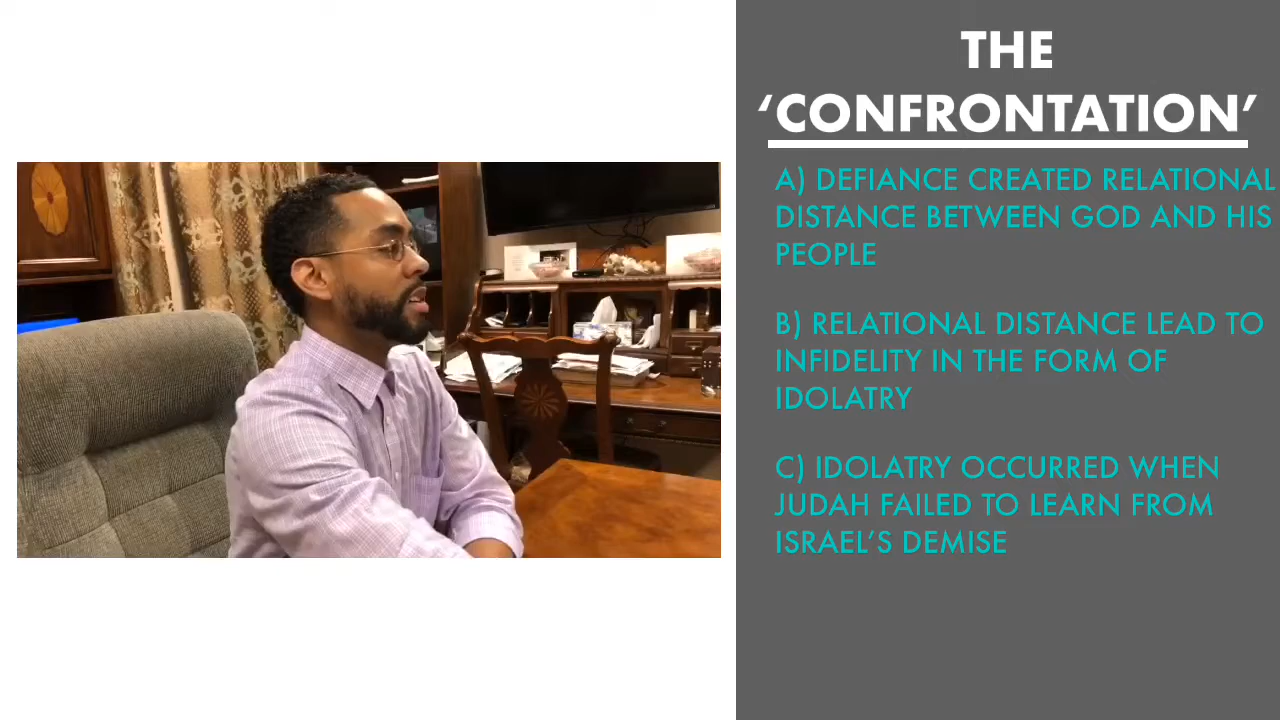 THE
‘CONFRONTATION’
A) DEFIANCE CREATED RELATIONAL
DISTANCE BETWEEN GOD AND HIS
PEOPLE
B) RELATIONAL DISTANCE LEAD TO
INFIDELITY IN THE FORM OF
IDOLATRY
C) IDOLATRY OCCURRED WHEN
JUDAH FAILED TO LEARN FROM
ISRAEL’S DEMISE